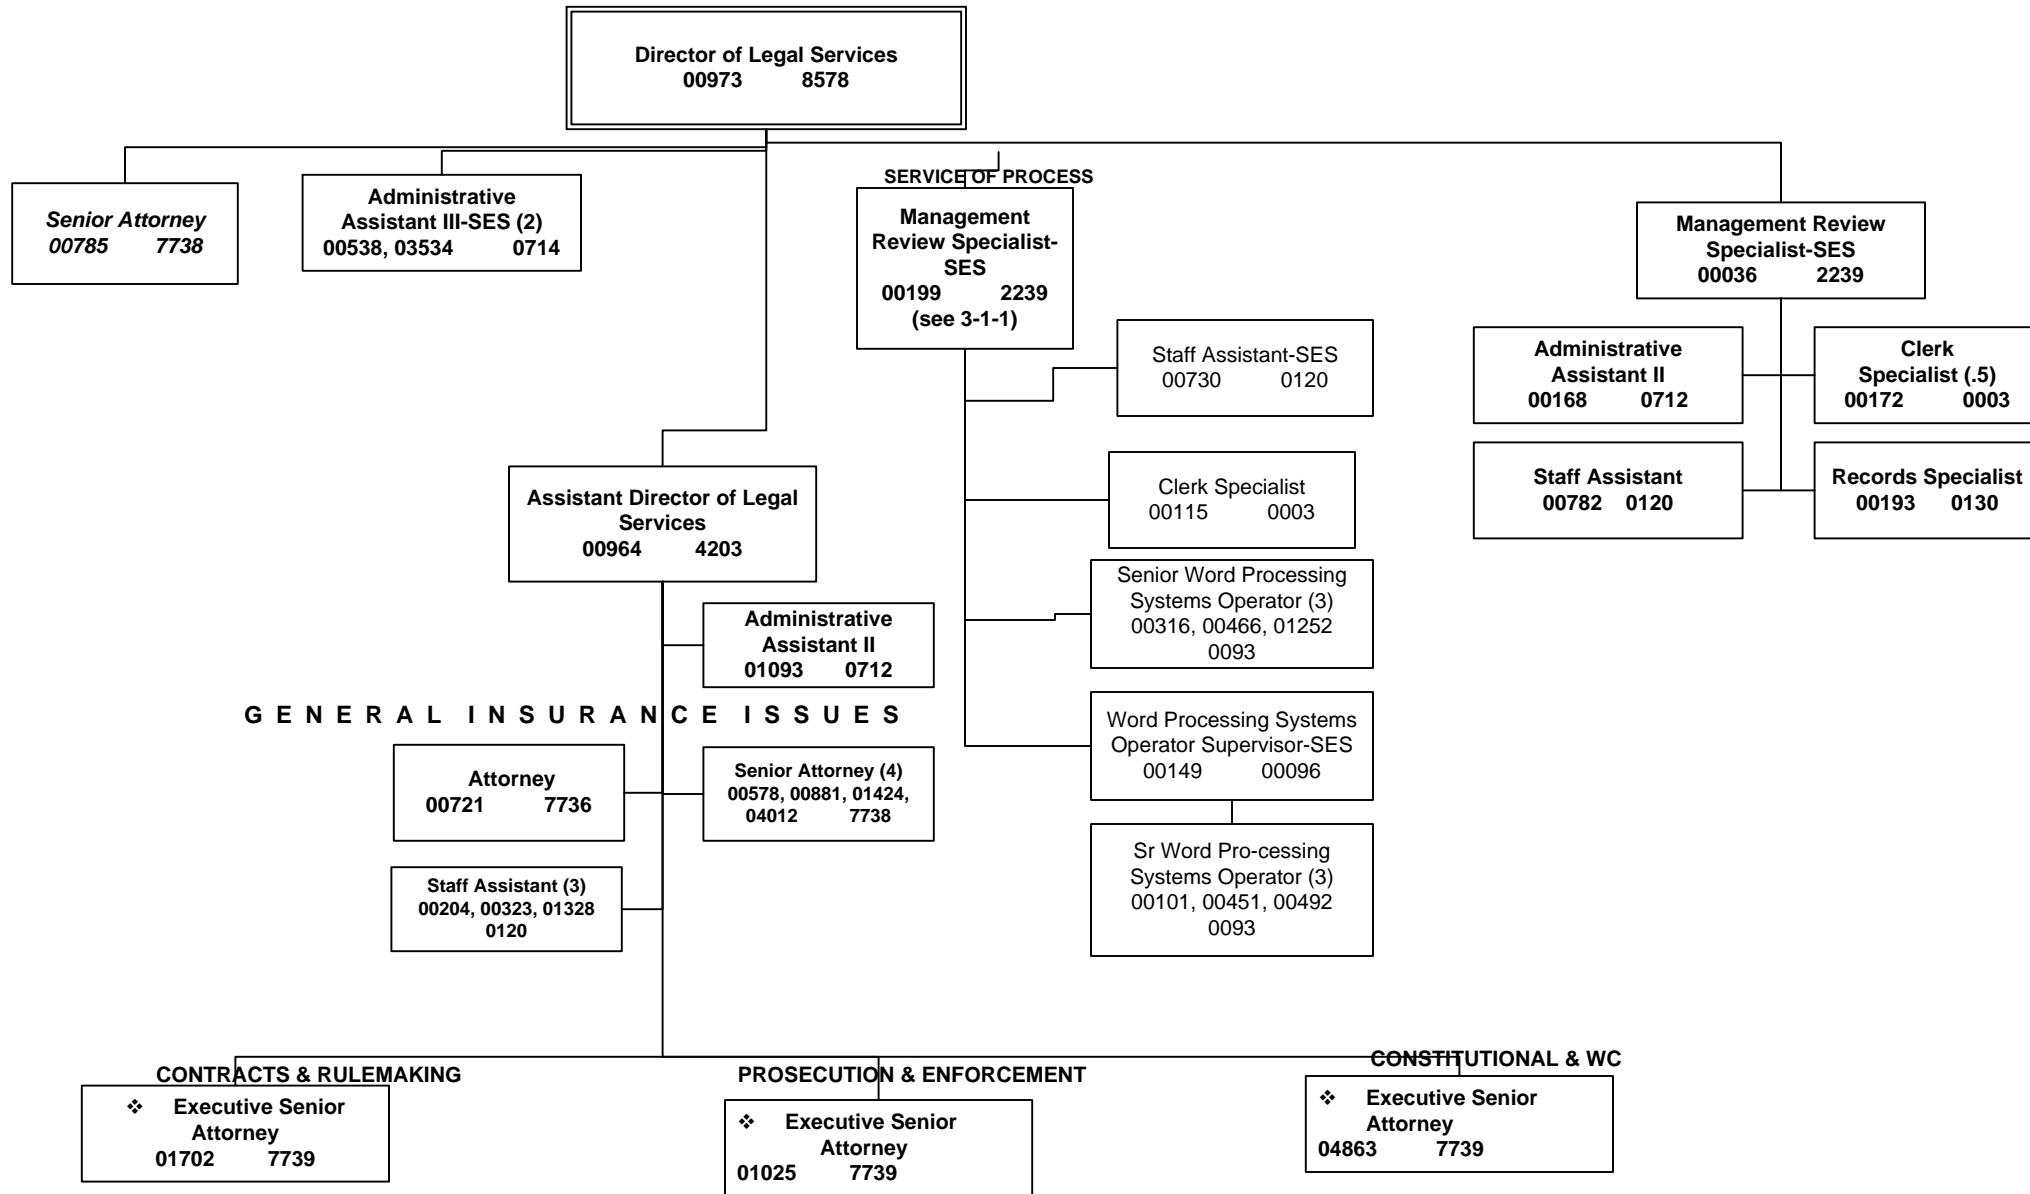 Director of Legal Services
00973 8578
Senior Attorney
00785 7738
Administrative
Assistant III-SES (2)
00538, 03534 0714
SERVICE OF PROCESS
Management
Review Specialist-
SES
00199 2239
(see 3-1-1)
Management Review
Specialist-SES
00036 2239
Staff Assistant-SES
00730 0120
Administrative
Assistant II
00168 0712
Clerk
Specialist (.5)
00172 0003
Clerk Specialist
00115 0003
Staff Assistant
00782 0120
Records Specialist
00193 0130
Assistant Director of Legal
Services
00964 4203
Senior Word Processing
Systems Operator (3)
00316, 00466, 01252
0093
Administrative
Assistant II
01093 0712
GENERAL INSURANCE ISSUES
Word Processing Systems
Operator Supervisor-SES
00149 00096
Attorney
00721 7736
Senior Attorney (4)
00578, 00881, 01424,
04012 7738
Sr Word Pro-cessing
Systems Operator (3)
00101, 00451, 00492
0093
Staff Assistant (3)
00204, 00323, 01328
0120
CONTRACTS & RULEMAKING
❖ Executive Senior
Attorney
01702 7739
PROSECUTION & ENFORCEMENT
❖ Executive Senior
Attorney
01025 7739
CONSTITUTIONAL & WC
❖ Executive Senior
Attorney
04863 7739